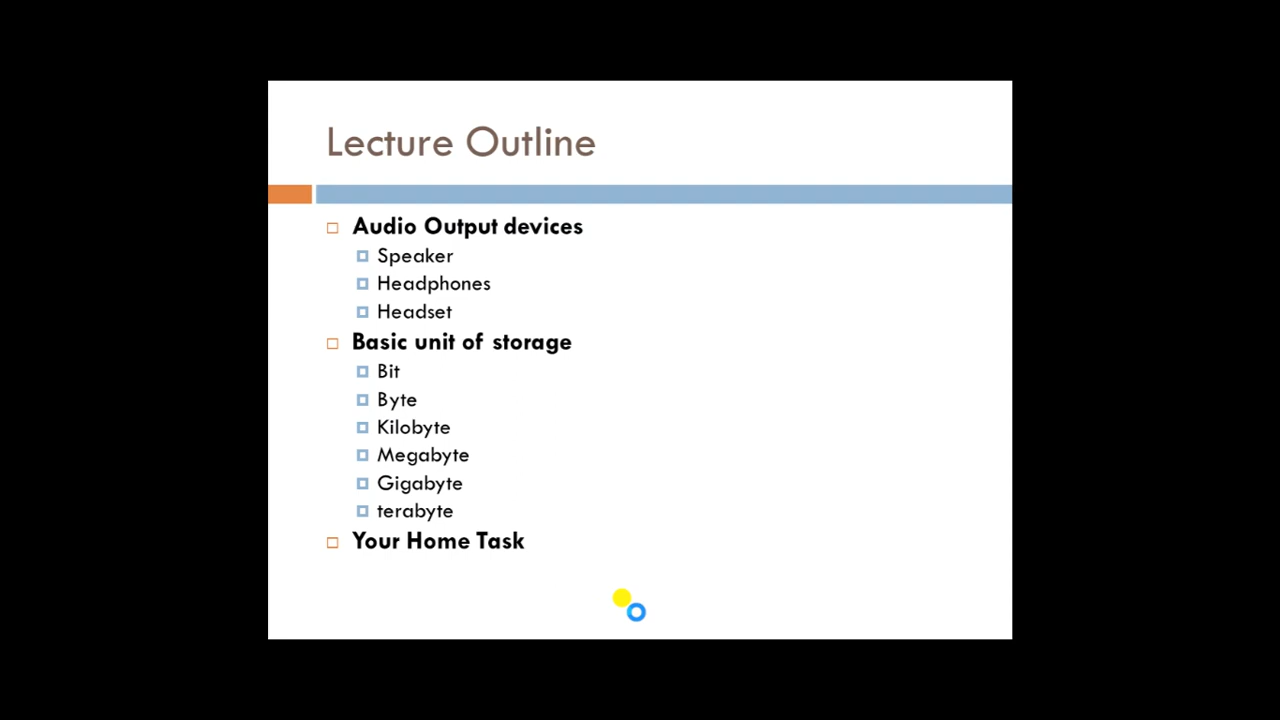 Lecture Outline
Audio Output devices
Speaker
Headphones
Headset
Basic unit of storage
Bit
Byte
Kilobyte
Megabyte
Gigabyte
terabyte
Your Home Task